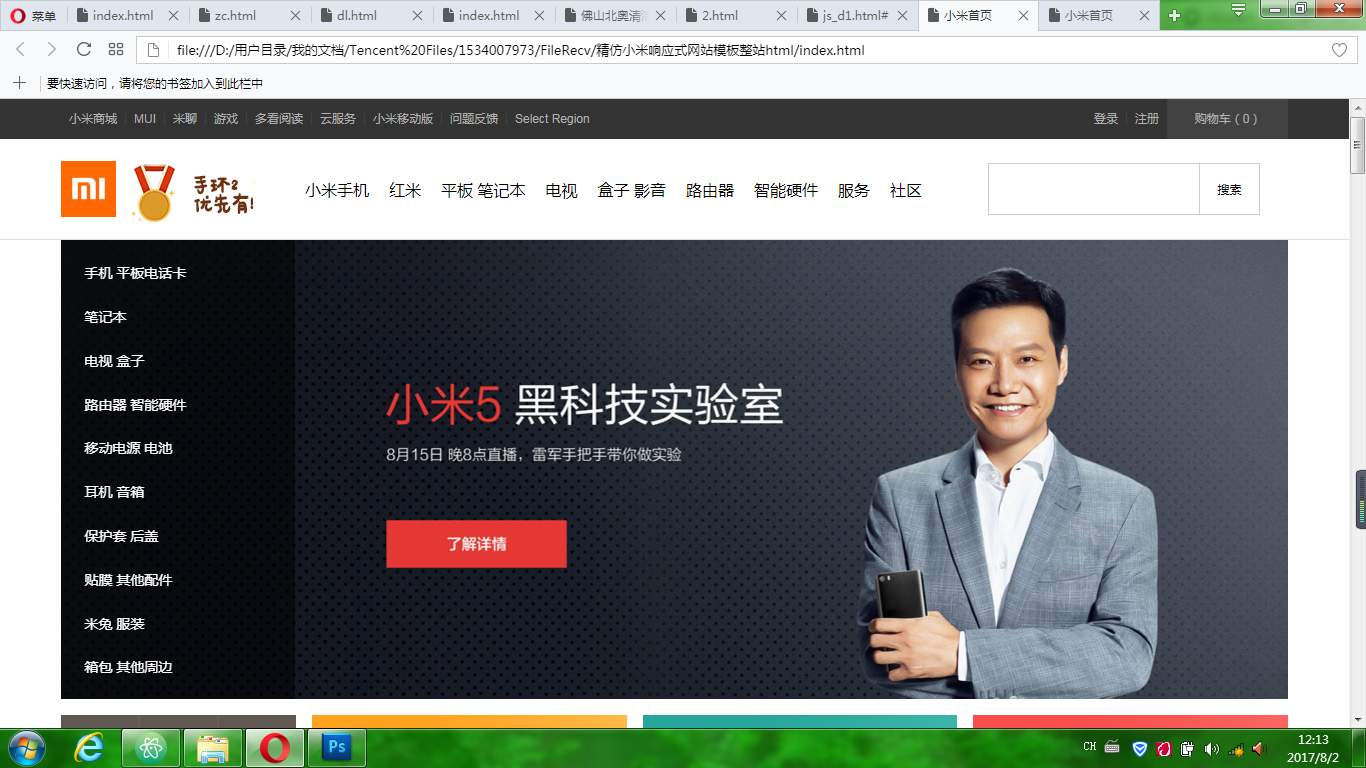 菜单 index.html zc.html dl.html index.html 佛山北奥清洁 2.html js_d1.html# 小米首页 小米首页
file:///D:/用户目录/我的文档/Tencent%20Files/1534007973/FileRecv/精仿小米响应式网站模板整站html/index.html
要快速访问，请将您的书签加入到此栏中
小米商城 MUI 米聊 游戏 多看阅读 云服务 小米移动版 问题反馈 Select Region 登录 注册 购物车 ( 0 )
mi 手环2 优先有! 小米手机 红米 平板 笔记本 电视 盒子 影音 路由器 智能硬件 服务 社区 搜索
手机 平板电话卡
笔记本
电视 盒子
路由器 智能硬件
移动电源 电池
耳机 音箱
保护套 后盖
贴膜 其他配件
米兔 服装
箱包 其他周边
小米5 黑科技实验室
8月15日 晚8点直播，雷军手把手带你做实验
了解详情
Ps CH 12:13
2017/8/2